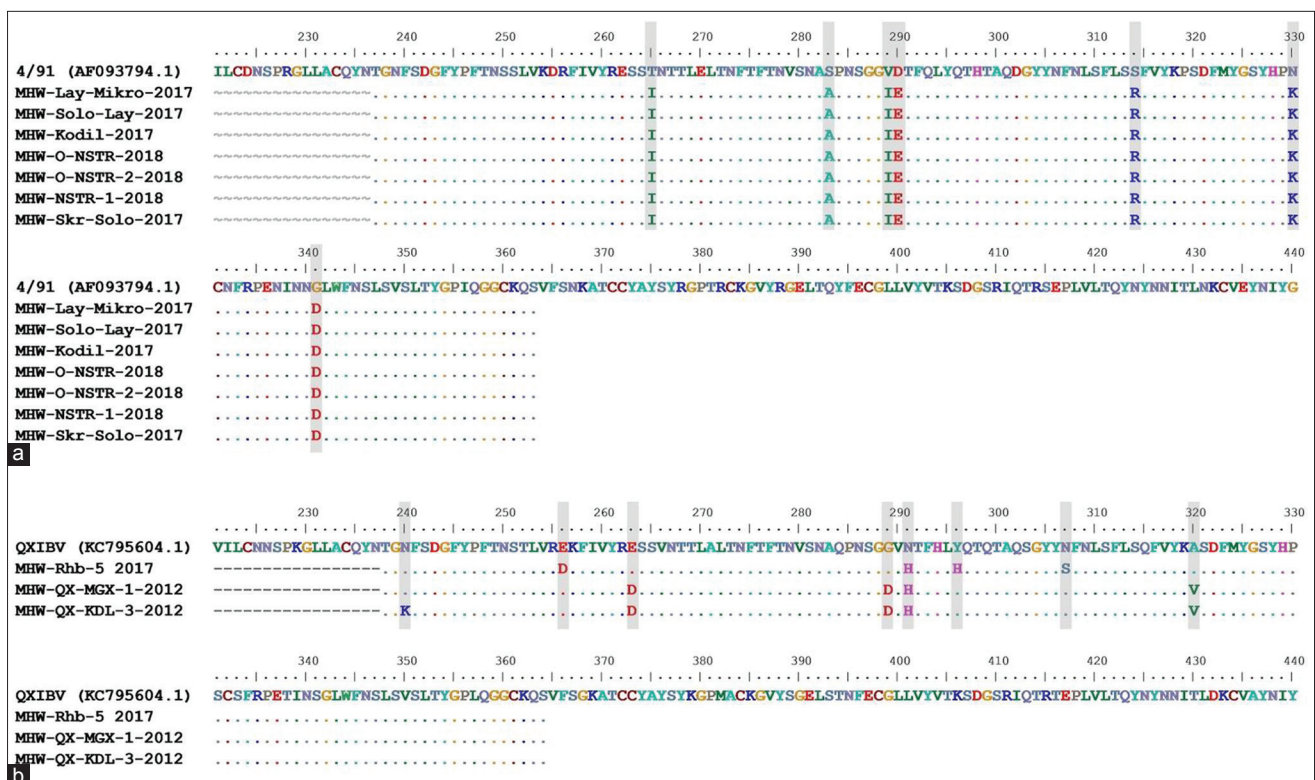 230 240 250 260 270 280 290 300 310 320 330
4/91 (AF093794.1) ILCDNSPRGLLACQYNTGNFSDGFYPFTNSSLVKDRFIVYRESSTNTTLELTNFTFTNVSNASPNSGGVDTFQLYQTHTAQDGYYNFNLSFLSSFVYKPSDFMYGSYHPN
MHW-Lay-Mikro-2017 ~~~~~~~~~~~~~~~~............................I.................A.....IE.......................R...............K
MHW-Solo-Lay-2017 ~~~~~~~~~~~~~~~~............................I.................A.....IE.......................R...............K
MHW-Kodil-2017 ~~~~~~~~~~~~~~~~............................I.................A.....IE.......................R...............K
MHW-O-NSTR-2018 ~~~~~~~~~~~~~~~~............................I.................A.....IE.......................R...............K
MHW-O-NSTR-2-2018 ~~~~~~~~~~~~~~~~............................I.................A.....IE.......................R...............K
MHW-NSTR-1-2018 ~~~~~~~~~~~~~~~~............................I.................A.....IE.......................R...............K
MHW-Skr-Solo-2017 ~~~~~~~~~~~~~~~~............................I.................A.....IE.......................R...............K
340 350 360 370 380 390 400 410 420 430 440
4/91 (AF093794.1) CNFRPENINNGLWFNSLSVSLTYGPIQGGCKQSVFSNKATCCYAYSYRGPTRCKGVYRGELTQYFECGLLVYVTKSDGSRIQTRSEPLVLTQYNYNNITLNKCVEYNIYG
MHW-Lay-Mikro-2017 ..........D......................
MHW-Solo-Lay-2017 ..........D......................
MHW-Kodil-2017 ..........D......................
MHW-O-NSTR-2018 ..........D......................
MHW-O-NSTR-2-2018 ..........D......................
MHW-NSTR-1-2018 ..........D......................
MHW-Skr-Solo-2017 ..........D......................
a
230 240 250 260 270 280 290 300 310 320 330
QXIBV (KC795604.1) VILCNNSPKGLLACQYNTGNFSDGFYPFTNSTLVREKFIVYRESSVNTTLALTNFTFTNVSNAQPNSGGVNTFHLYQTQTAQSGYYNFNLSFLSQFVYKASDFMYGSYHP
MHW-Rhb-5 2017 -----------------..................D..................................H....H..........S.......................
MHW-QX-MGX-1-2012 -----------------.........................D.........................D.H............................V..........
MHW-QX-KDL-3-2012 -----------------..K................................................D.H............................V..........
340 350 360 370 380 390 400 410 420 430 440
QXIBV (KC795604.1) SCSFRPETINSGLWFNSLSVSLTYGPLQGGCKQSVFSGKATCCYAYSYKGPMACKGVYSGELSTNFECGLLVYVTKSDGSRIQTRTEPLVLTQYNYNNITLDKCVAYNIY
MHW-Rhb-5 2017 ..................................
MHW-QX-MGX-1-2012 ..................................
MHW-QX-KDL-3-2012 ..................................
b